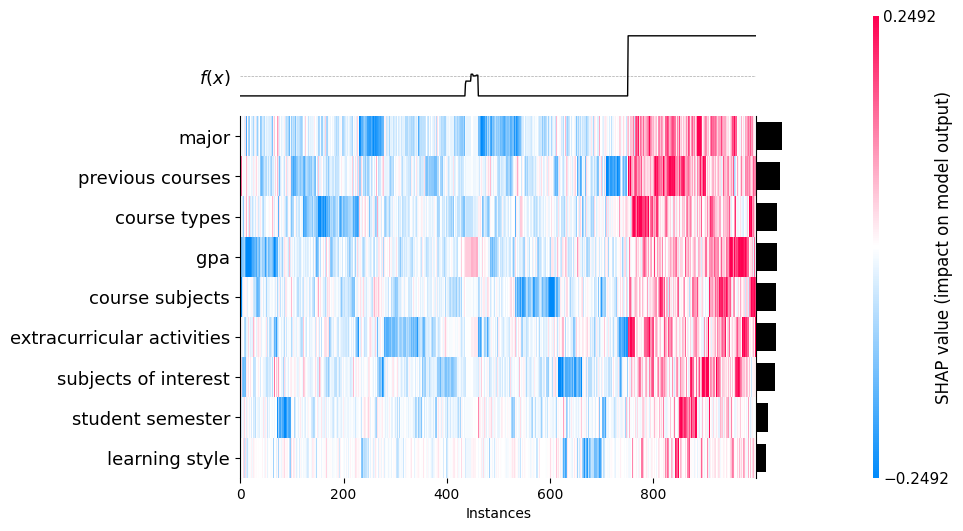 0.2492
f(x)
major
previous courses
course types
gpa
course subjects
extracurricular activities
subjects of interest
student semester
learning style
0 200 400 600 800
Instances
SHAP value (impact on model output)
−0.2492